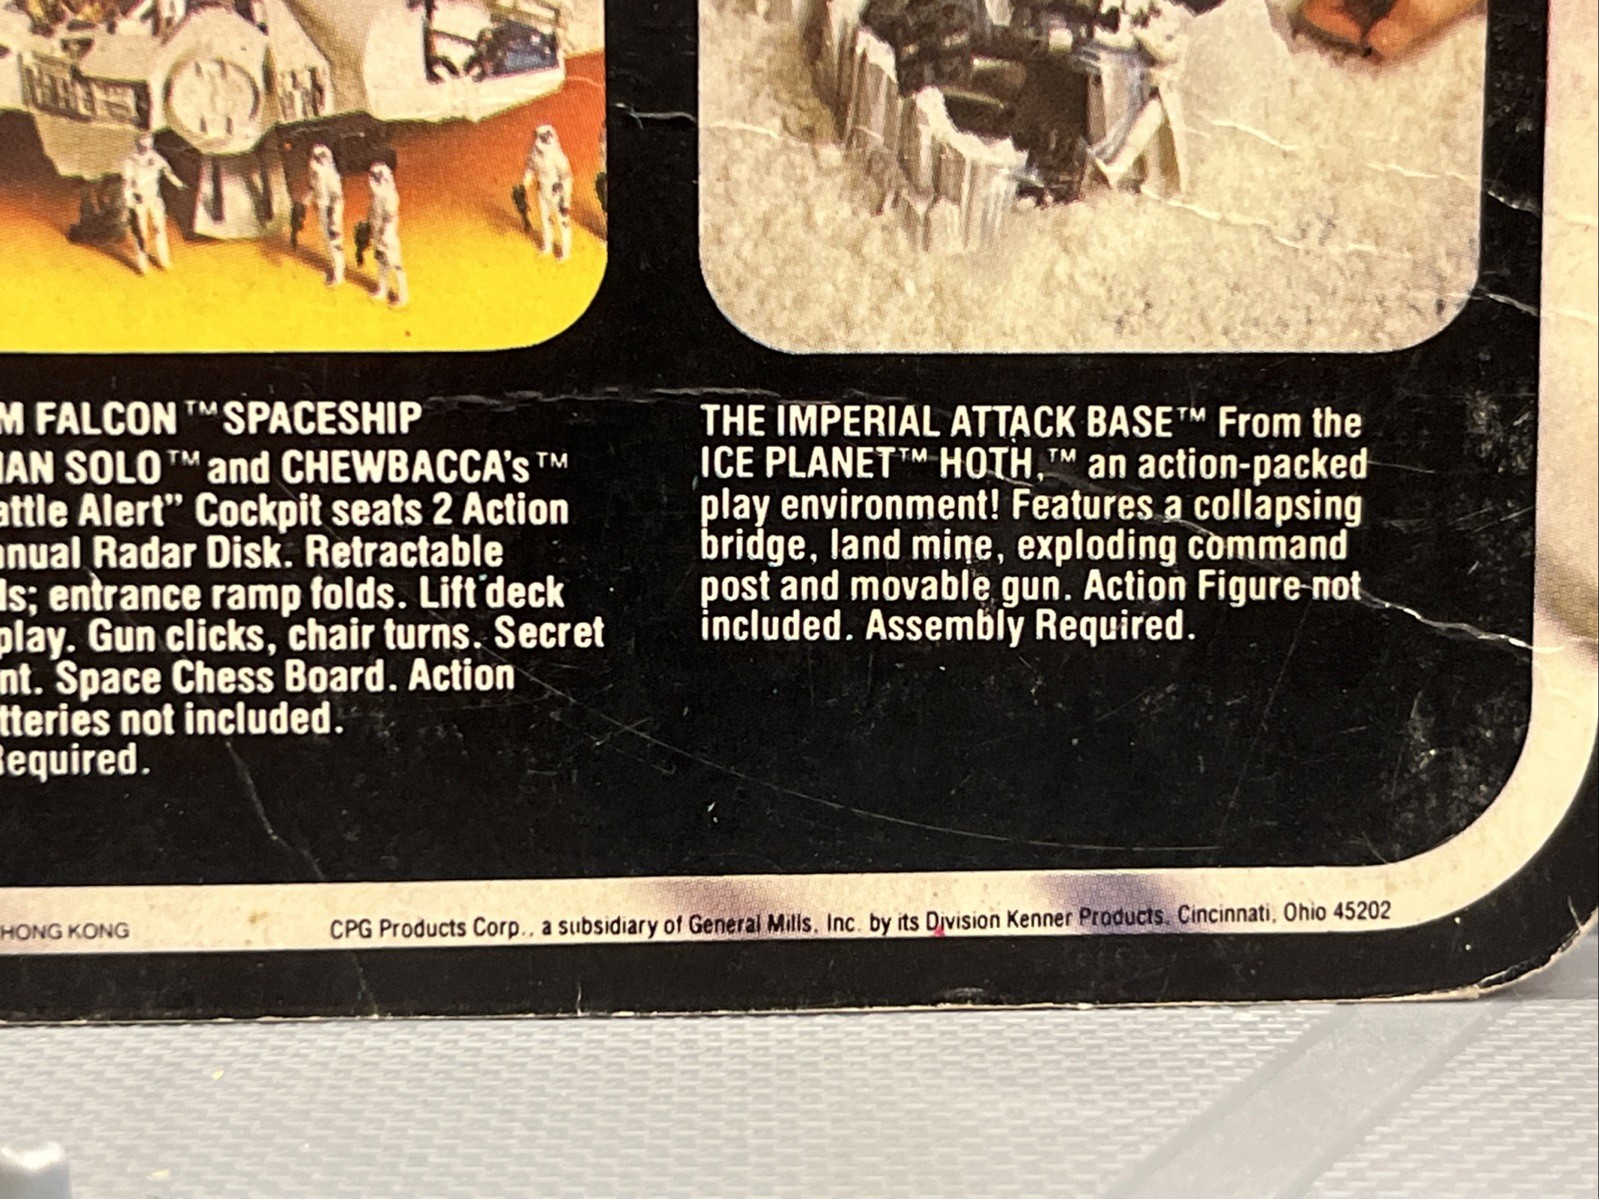 M FALCON™ SPACESHIP
HAN SOLO™ and CHEWBACCA's™
attle Alert" Cockpit seats 2 Action
anual Radar Disk. Retractable
ls; entrance ramp folds. Lift deck
play. Gun clicks, chair turns. Secret
nt. Space Chess Board. Action
tteries not included.
Required.
THE IMPERIAL ATTACK BASE™ From the
ICE PLANET™ HOTH,™ an action-packed
play environment! Features a collapsing
bridge, land mine, exploding command
post and movable gun. Action Figure not
included. Assembly Required.
HONG KONG
CPG Products Corp., a subsidiary of General Mills, Inc. by its Division Kenner Products, Cincinnati, Ohio 45202